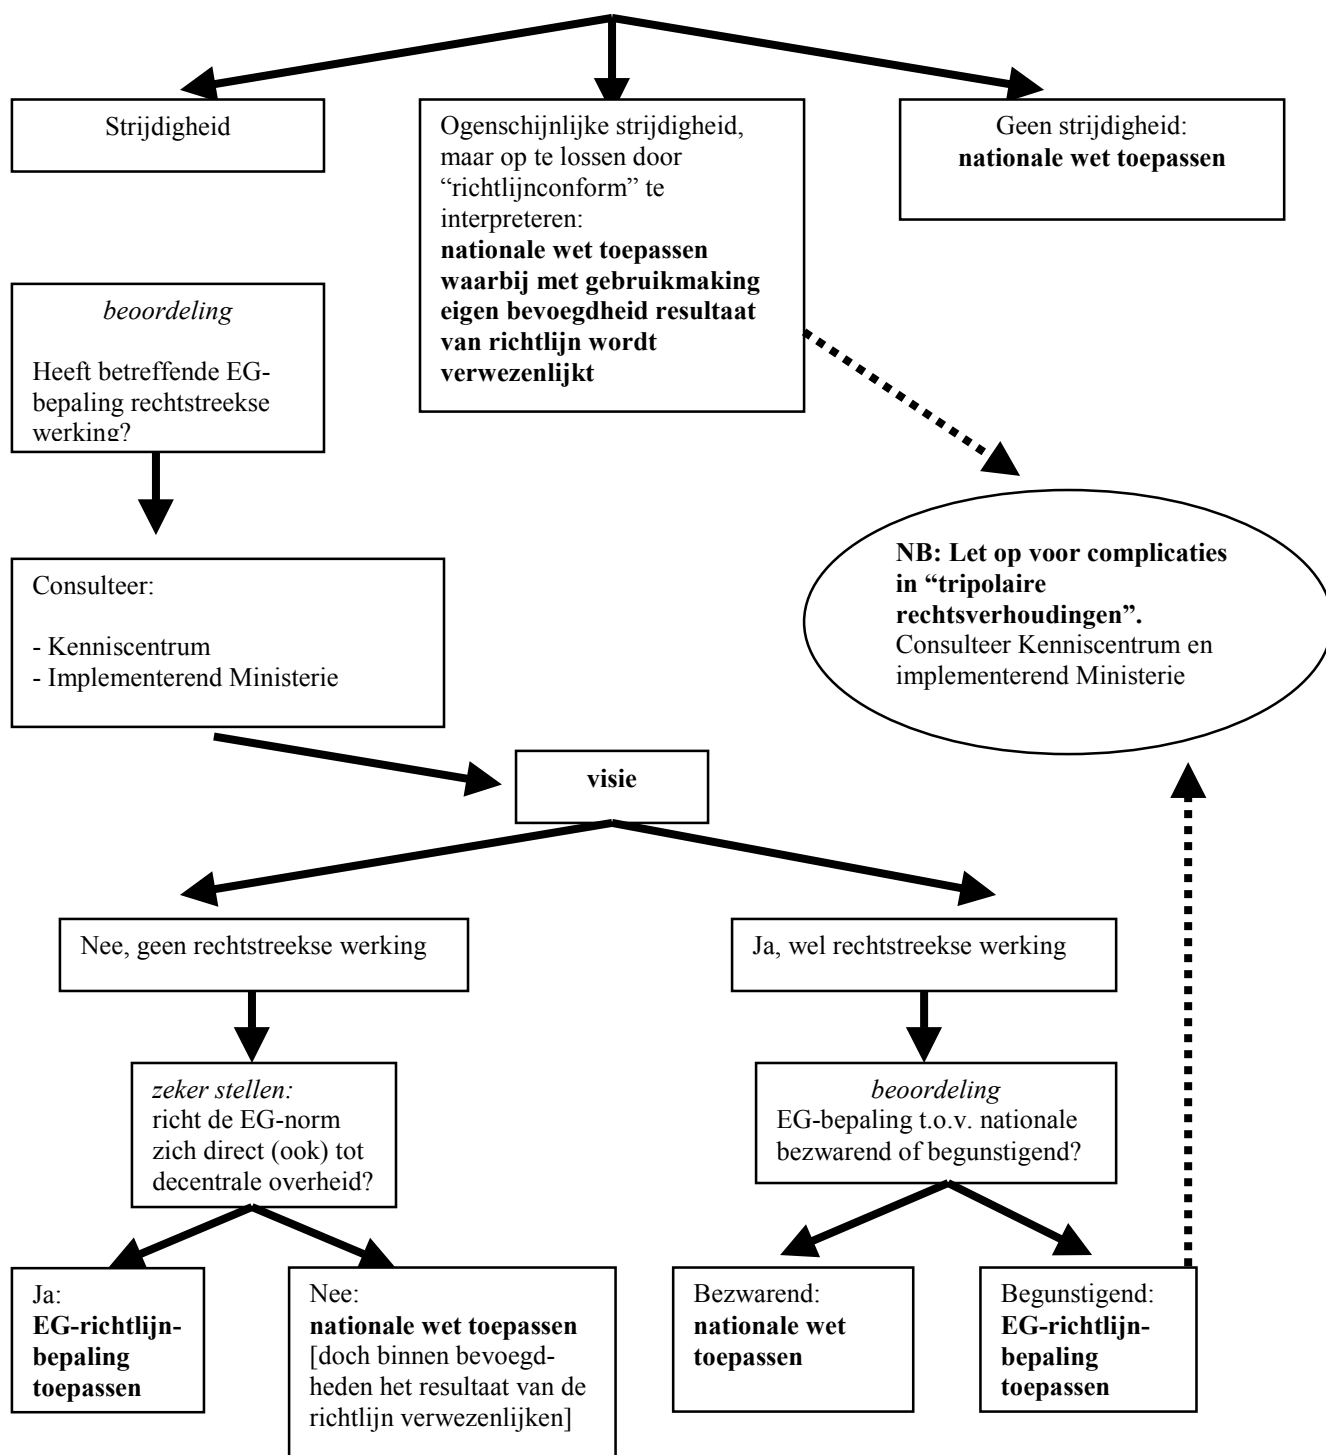 Strijdigheid
Ogenschijnlijke strijdigheid,
maar op te lossen door
“richtlijnconform” te
interpreteren:
nationale wet toepassen
waarbij met gebruikmaking
eigen bevoegdheid resultaat
van richtlijn wordt
verwezenlijkt
Geen strijdigheid:
nationale wet toepassen
beoordeling
Heeft betreffende EG-
bepaling rechtstreekse
werking?
NB: Let op voor complicaties
in “tripolaire
rechtsverhoudingen”.
Consulteer Kenniscentrum en
implementerend Ministerie
Consulteer:
- Kenniscentrum
- Implementerend Ministerie
visie
Nee, geen rechtstreekse werking
Ja, wel rechtstreekse werking
zeker stellen:
richt de EG-norm
zich direct (ook) tot
decentrale overheid?
beoordeling
EG-bepaling t.o.v. nationale
bezwarend of begunstigend?
Ja:
EG-richtlijn-
bepaling
toepassen
Nee:
nationale wet toepassen
[doch binnen bevoegd-
heden het resultaat van de
richtlijn verwezenlijken]
Bezwarend:
nationale wet
toepassen
Begunstigend:
EG-richtlijn-
bepaling
toepassen